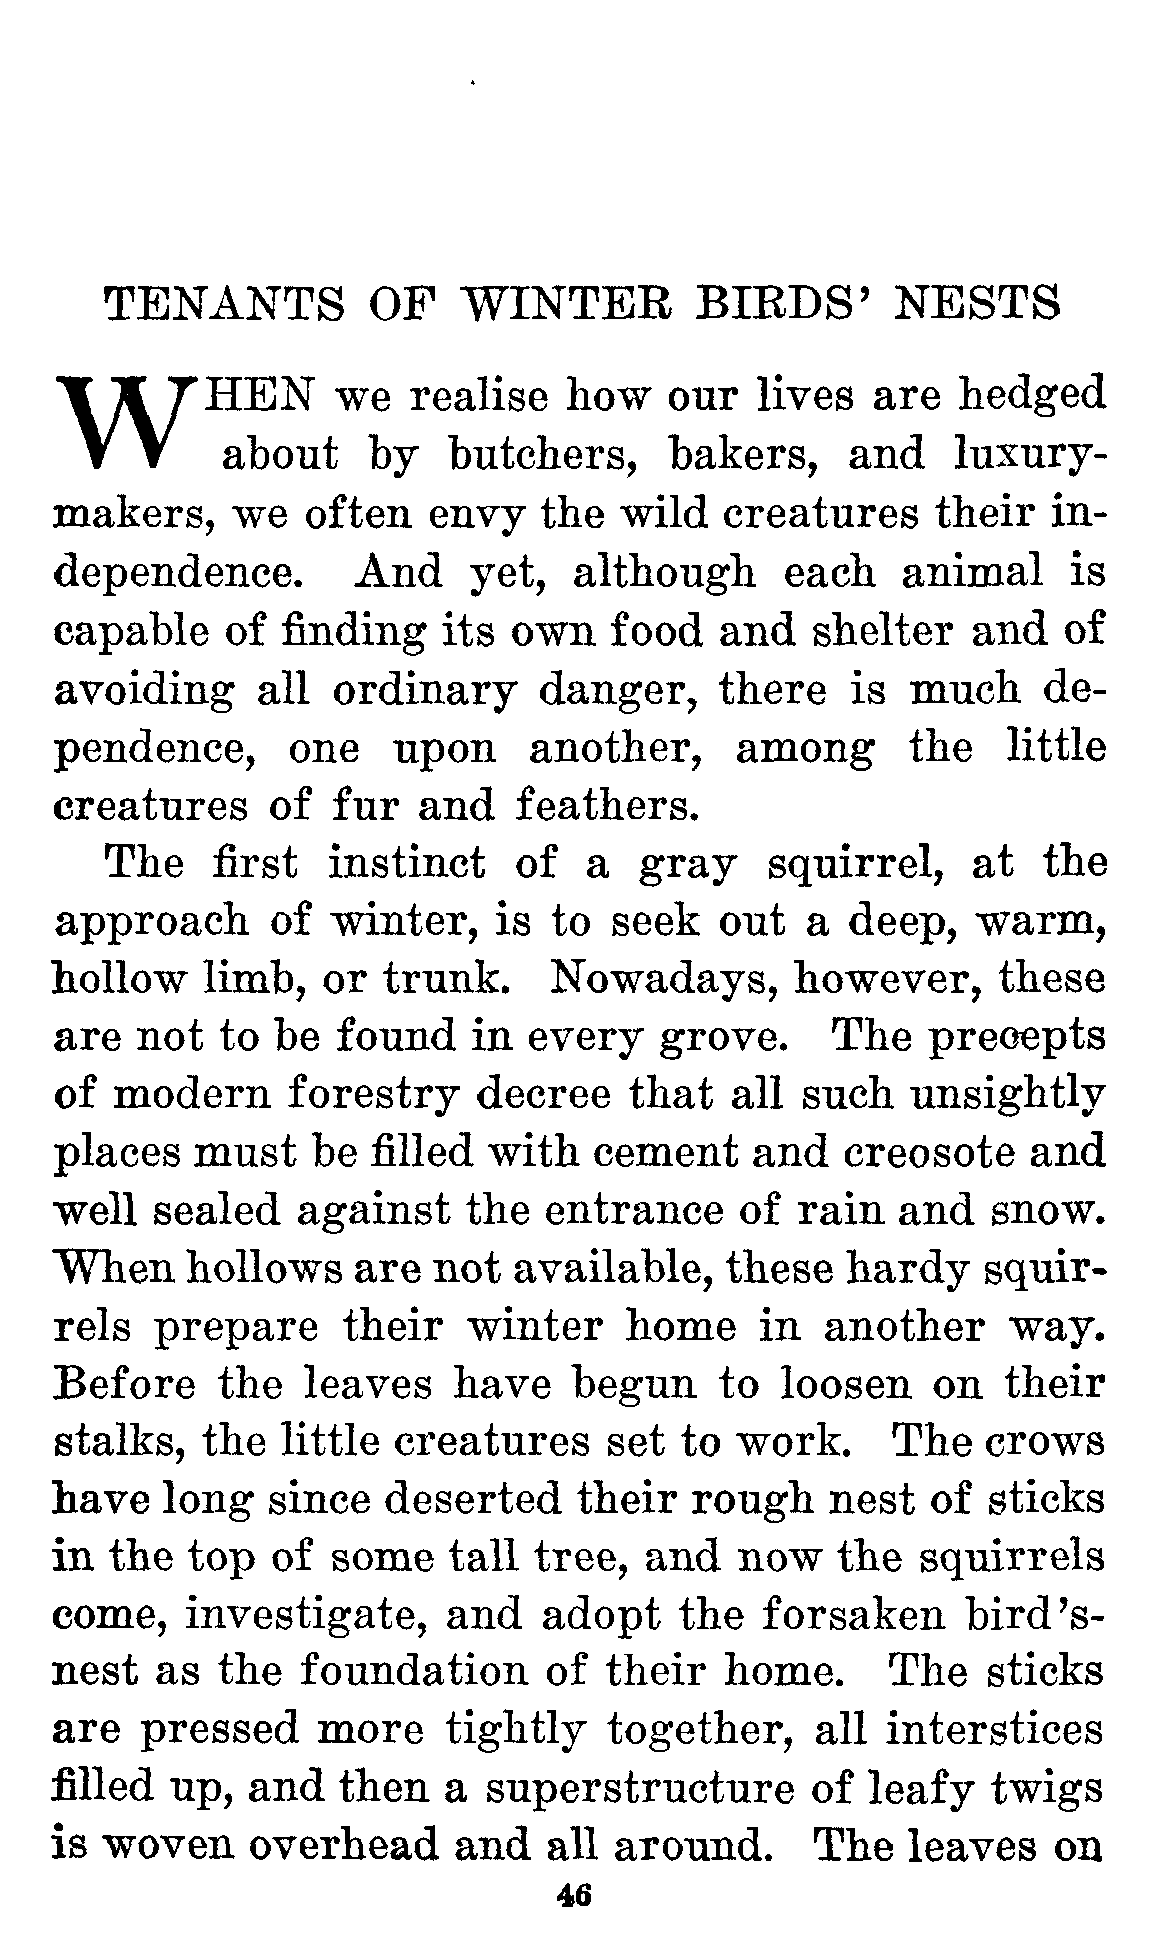 TENANTS OF WINTER BIRDS' NESTS
WHEN we realise how our lives are hedged
about by butchers, bakers, and luxury-
makers, we often envy the wild creatures their in-
dependence. And yet, although each animal is
capable of finding its own food and shelter and of
avoiding all ordinary danger, there is much de-
pendence, one upon another, among the little
creatures of fur and feathers.
The first instinct of a gray squirrel, at the
approach of winter, is to seek out a deep, warm,
hollow limb, or trunk. Nowadays, however, these
are not to be found in every grove. The precepts
of modern forestry decree that all such unsightly
places must be filled with cement and creosote and
well sealed against the entrance of rain and snow.
When hollows are not available, these hardy squir-
rels prepare their winter home in another way.
Before the leaves have begun to loosen on their
stalks, the little creatures set to work. The crows
have long since deserted their rough nest of sticks
in the top of some tall tree, and now the squirrels
come, investigate, and adopt the forsaken bird's-
nest as the foundation of their home. The sticks
are pressed more tightly together, all interstices
filled up, and then a superstructure of leafy twigs
is woven overhead and all around. The leaves on
46